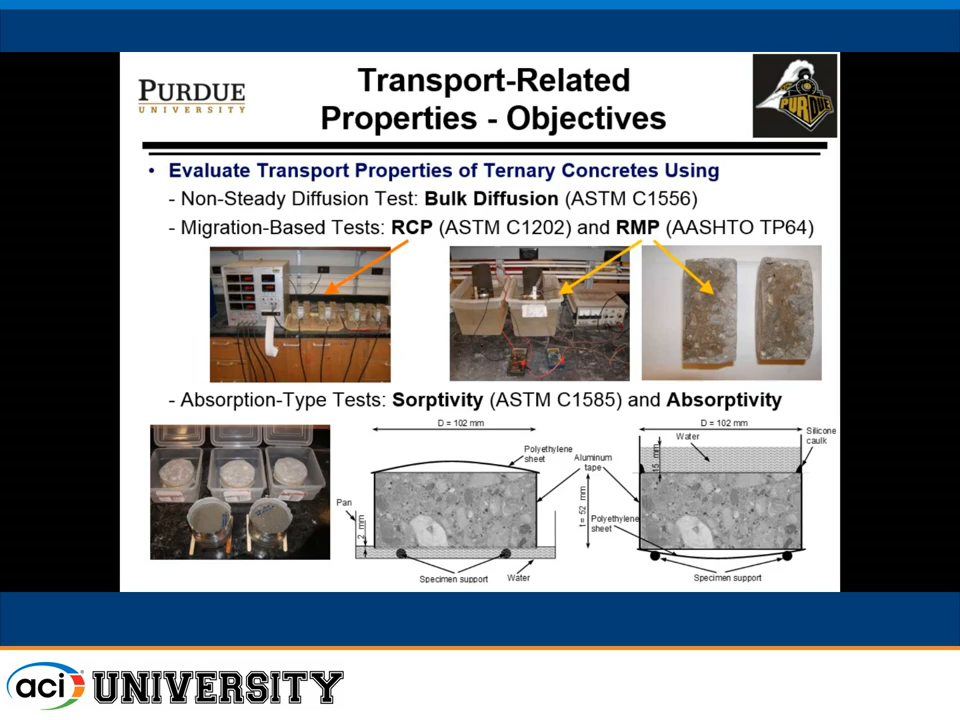 PURDUE
UNIVERSITY
Transport-Related
Properties - Objectives
PURDUE
• Evaluate Transport Properties of Ternary Concretes Using
- Non-Steady Diffusion Test: Bulk Diffusion (ASTM C1556)
- Migration-Based Tests: RCP (ASTM C1202) and RMP (AASHTO TP64)
- Absorption-Type Tests: Sorptivity (ASTM C1585) and Absorptivity
D = 102 mm
Polyethylene
sheet
Aluminum
tape
Pan
2 mm
t = 52 mm
Specimen support
Water
D = 102 mm
Water
Silicone
caulk
15 mm
Polyethylene
sheet
Specimen support
aci UNIVERSITY